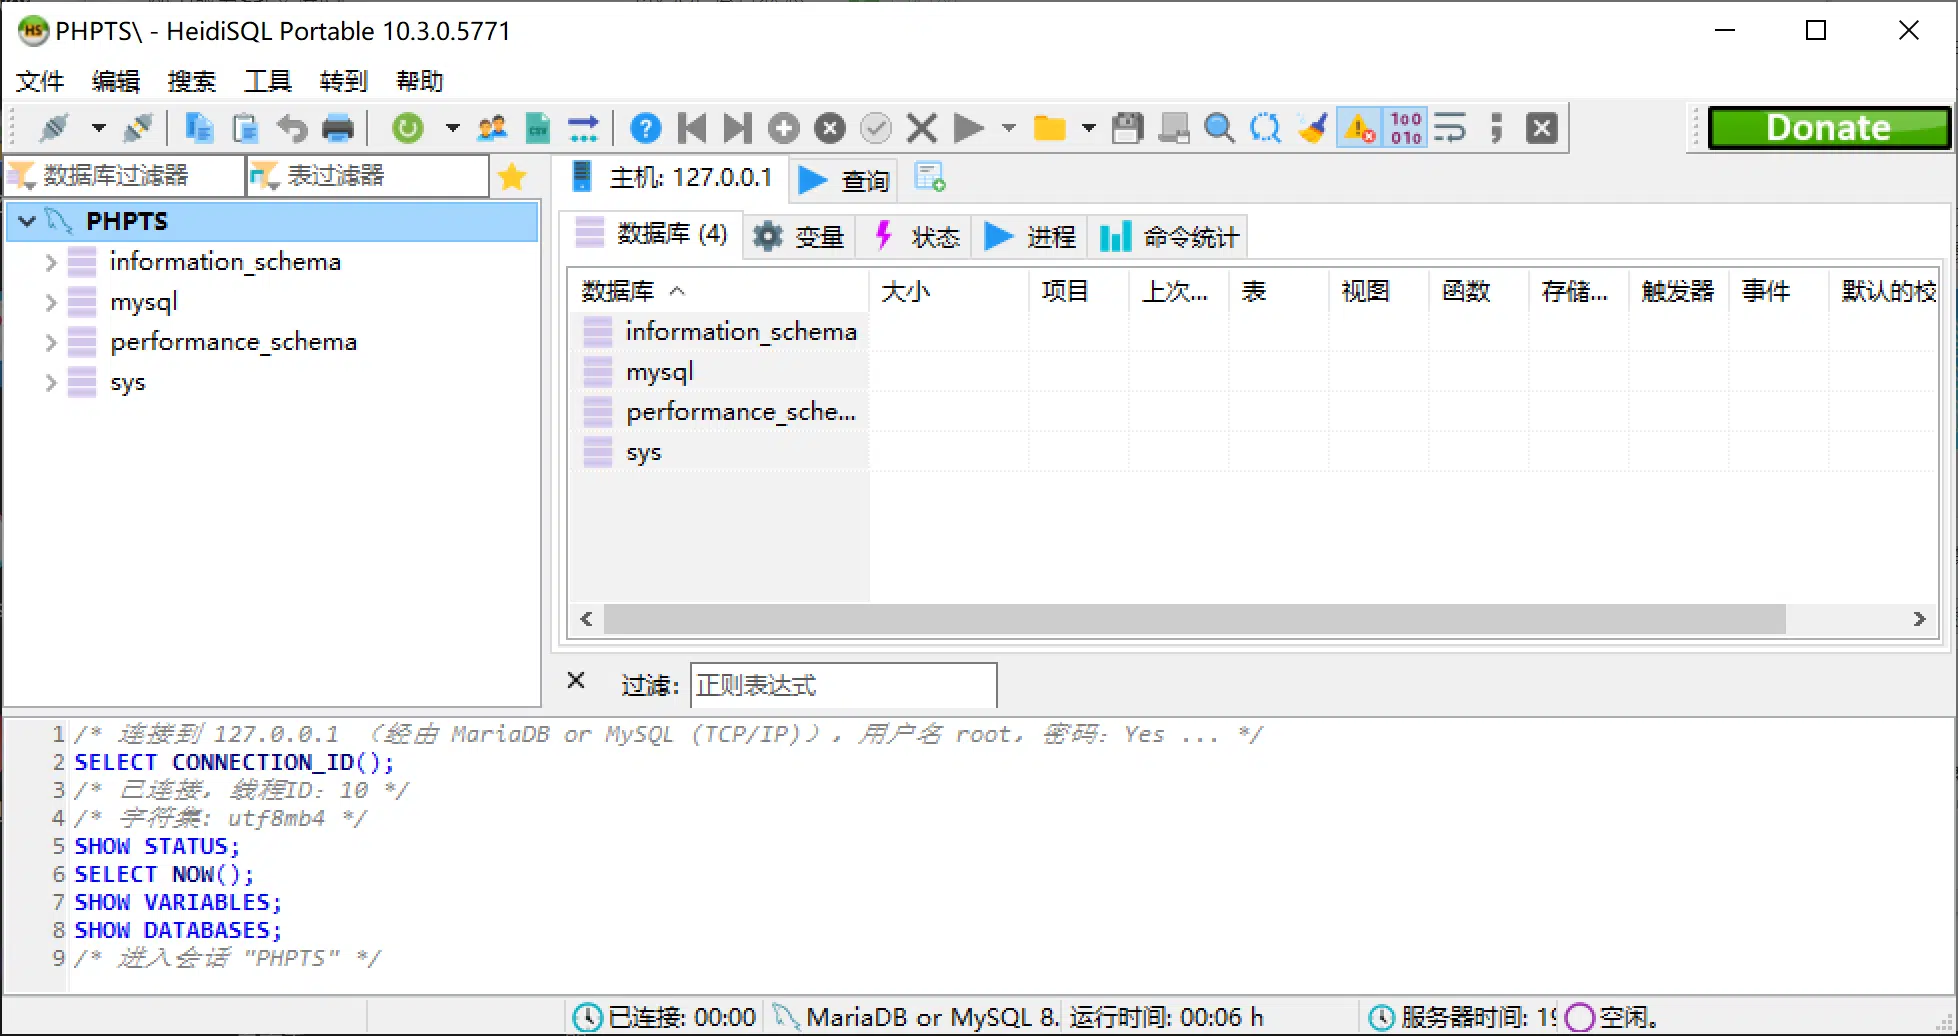 PHPTS\ - HeidiSQL Portable 10.3.0.5771
文件 编辑 搜索 工具 转到 帮助
Donate
数据库过滤器 表过滤器 主机: 127.0.0.1 查询
PHPTS
information_schema
mysql
performance_schema
sys
数据库 (4) 变量 状态 进程 命令统计
数据库 大小 项目 上次... 表 视图 函数 存储... 触发器 事件 默认的校
information_schema
mysql
performance_sche...
sys
过滤: 正则表达式
1 /* 连接到 127.0.0.1 （经由 MariaDB or MySQL (TCP/IP)），用户名 root，密码: Yes ... */
2 SELECT CONNECTION_ID();
3 /* 已连接，线程ID: 10 */
4 /* 字符集: utf8mb4 */
5 SHOW STATUS;
6 SELECT NOW();
7 SHOW VARIABLES;
8 SHOW DATABASES;
9 /* 进入会话 "PHPTS" */
已连接: 00:00 MariaDB or MySQL 8. 运行时间: 00:06 h 服务器时间: 19 空闲。